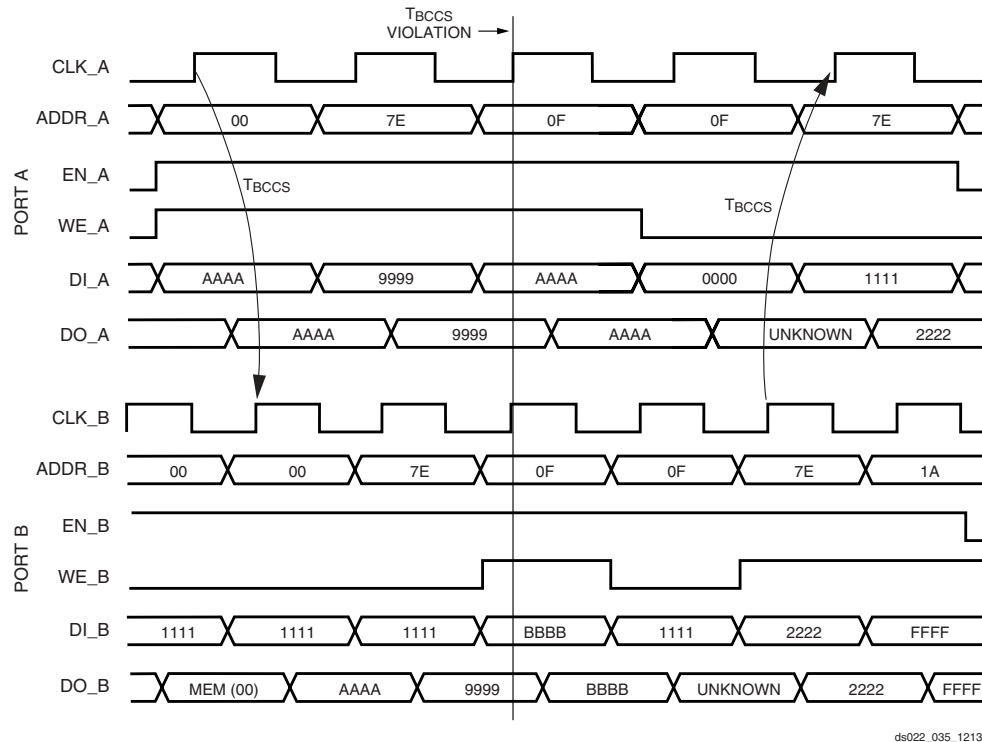 TBCCS
VIOLATION
CLK_A
ADDR_A 00 7E 0F 0F 7E
EN_A
TBCCS
TBCCS
PORT A
WE_A
DI_A AAAA 9999 AAAA 0000 1111
DO_A AAAA 9999 AAAA UNKNOWN 2222
CLK_B
ADDR_B 00 00 7E 0F 0F 7E 1A
EN_B
PORT B
WE_B
DI_B 1111 1111 1111 BBBB 1111 2222 FFFF
DO_B MEM (00) AAAA 9999 BBBB UNKNOWN 2222 FFFF
ds022_035_1213